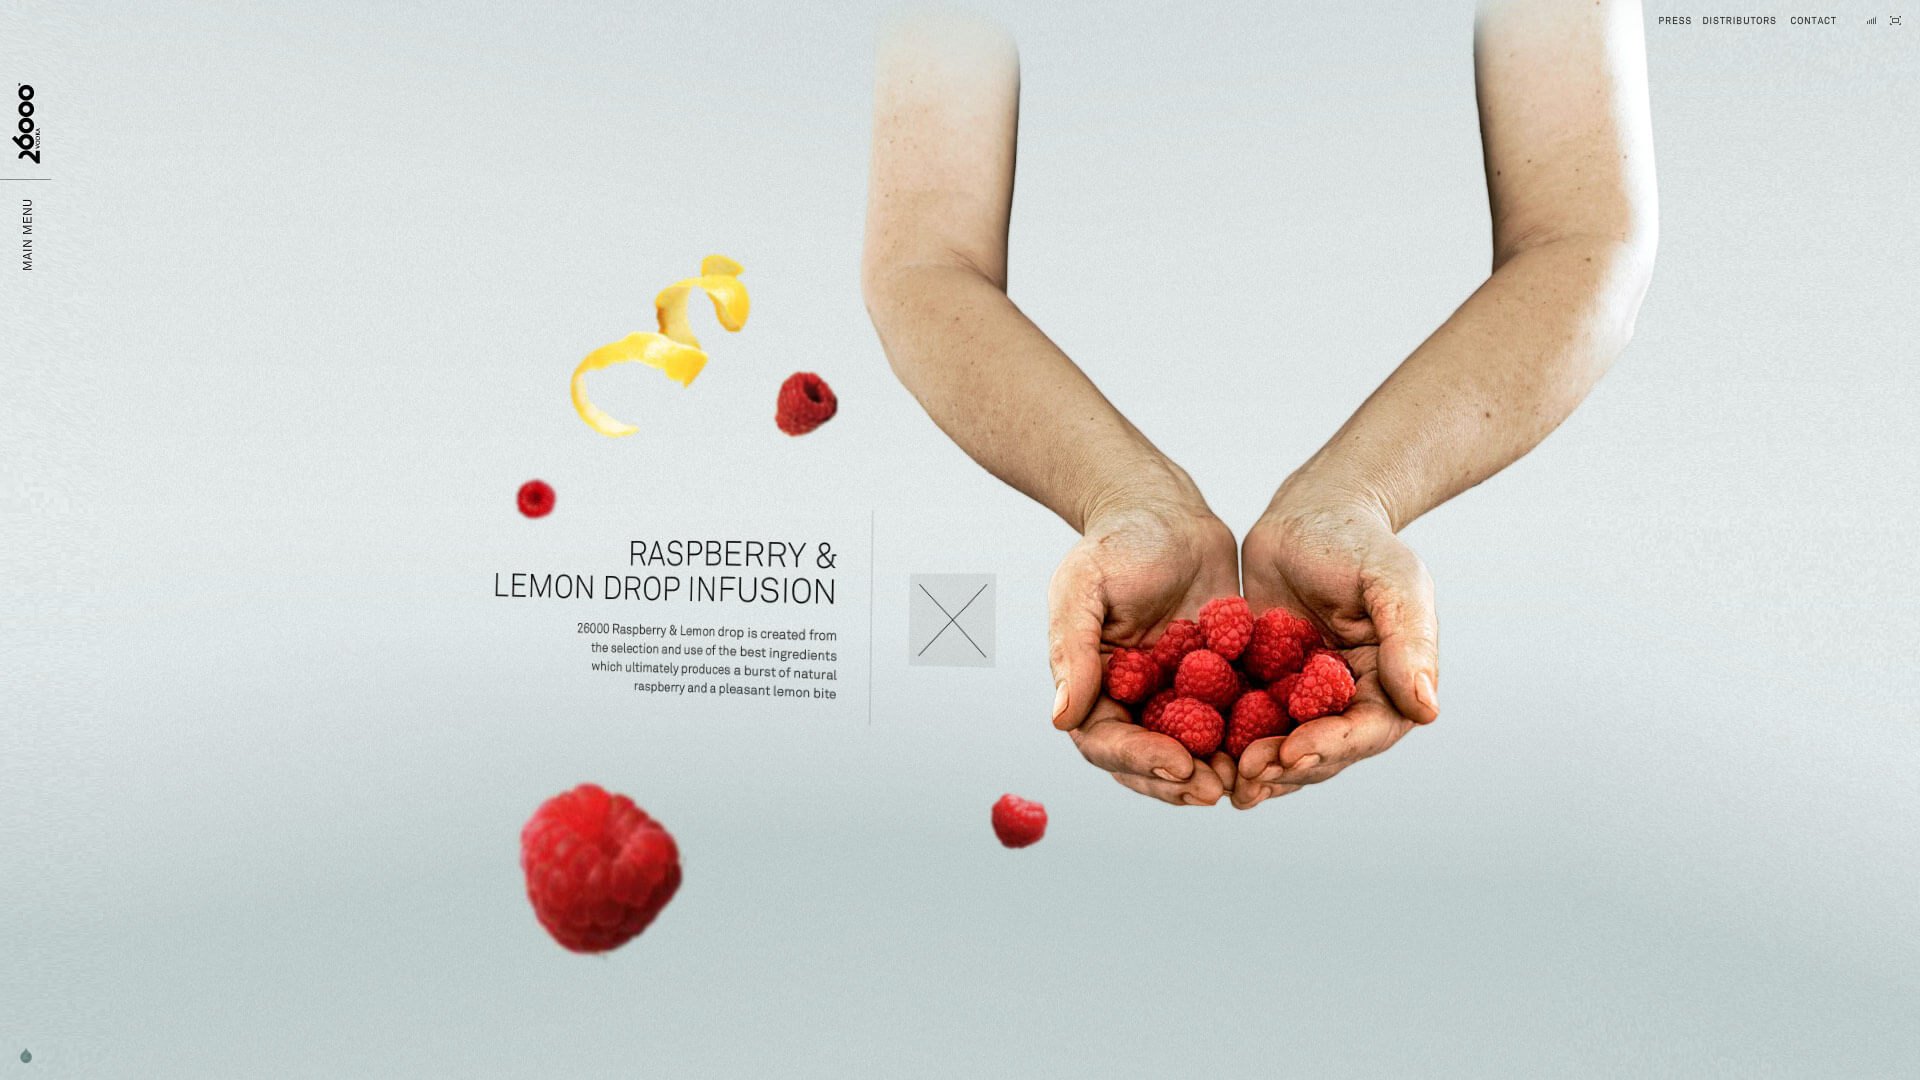 PRESS DISTRIBUTORS CONTACT
26000
VODKA
MAIN MENU
RASPBERRY &
LEMON DROP INFUSION
26000 Raspberry & Lemon drop is created from
the selection and use of the best ingredients
which ultimately produces a burst of natural
raspberry and a pleasant lemon bite